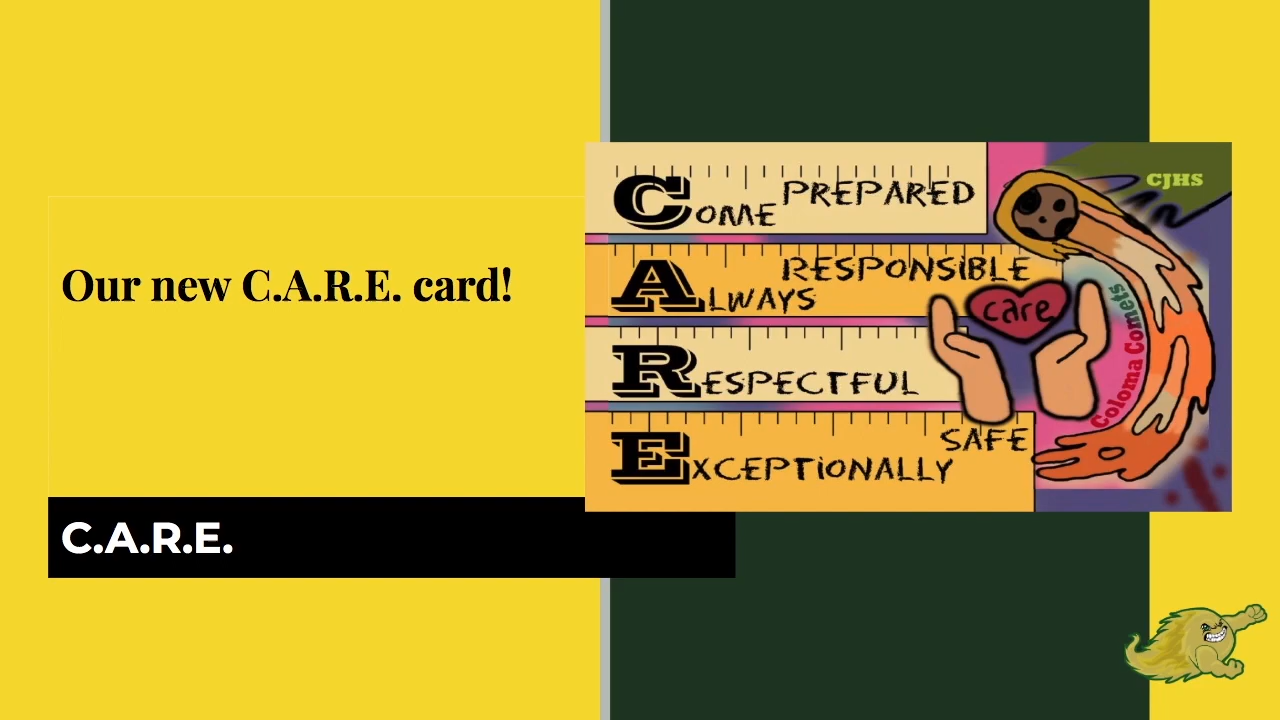 Our new C.A.R.E. card!
C.A.R.E.
COME PREPARED
ALWAYS RESPONSiBLE
RESPECTFUL
EXCEPTiONALLY SAFE
CJHS
care
Coloma Comets